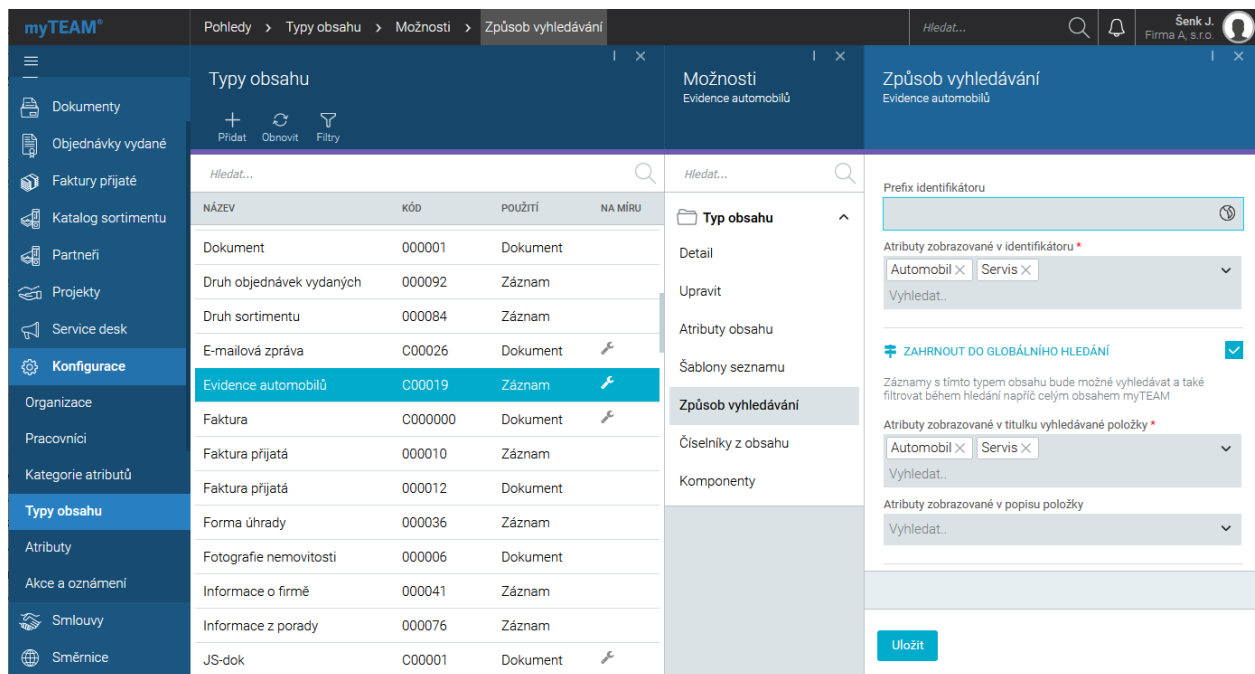 myTEAM®
Pohledy > Typy obsahu > Možnosti > Způsob vyhledávání
Hledat...
Šenk J.
Firma A, s.r.o.
Dokumenty
Objednávky vydané
Faktury přijaté
Katalog sortimentu
Partneři
Projekty
Service desk
Konfigurace
Organizace
Pracovníci
Kategorie atributů
Typy obsahu
Atributy
Akce a oznámení
Smlouvy
Směrnice
Typy obsahu
Přidat Obnovit Filtry
Hledat...
NÁZEV KÓD POUŽITÍ NA MÍRU
Dokument 000001 Dokument
Druh objednávek vydaných 000092 Záznam
Druh sortimentu 000084 Záznam
E-mailová zpráva C00026 Dokument
Evidence automobilů C00019 Záznam
Faktura C000000 Dokument
Faktura přijatá 000010 Záznam
Faktura přijatá 000012 Dokument
Forma úhrady 000036 Záznam
Fotografie nemovitosti 000006 Dokument
Informace o firmě 000041 Záznam
Informace z porady 000076 Záznam
JS-dok C00001 Dokument
Možnosti
Evidence automobilů
Hledat...
Typ obsahu
Detail
Upravit
Atributy obsahu
Šablony seznamu
Způsob vyhledávání
Číselníky z obsahu
Komponenty
Způsob vyhledávání
Evidence automobilů
Prefix identifikátoru
Atributy zobrazované v identifikátoru *
Automobil Servis
Vyhledat..
ZAHRNOUT DO GLOBÁLNÍHO HLEDÁNÍ
Záznamy s tímto typem obsahu bude možné vyhledávat a také
filtrovat během hledání napříč celým obsahem myTEAM
Atributy zobrazované v titulku vyhledávané položky *
Automobil Servis
Vyhledat..
Atributy zobrazované v popisu položky
Vyhledat..
Uložit